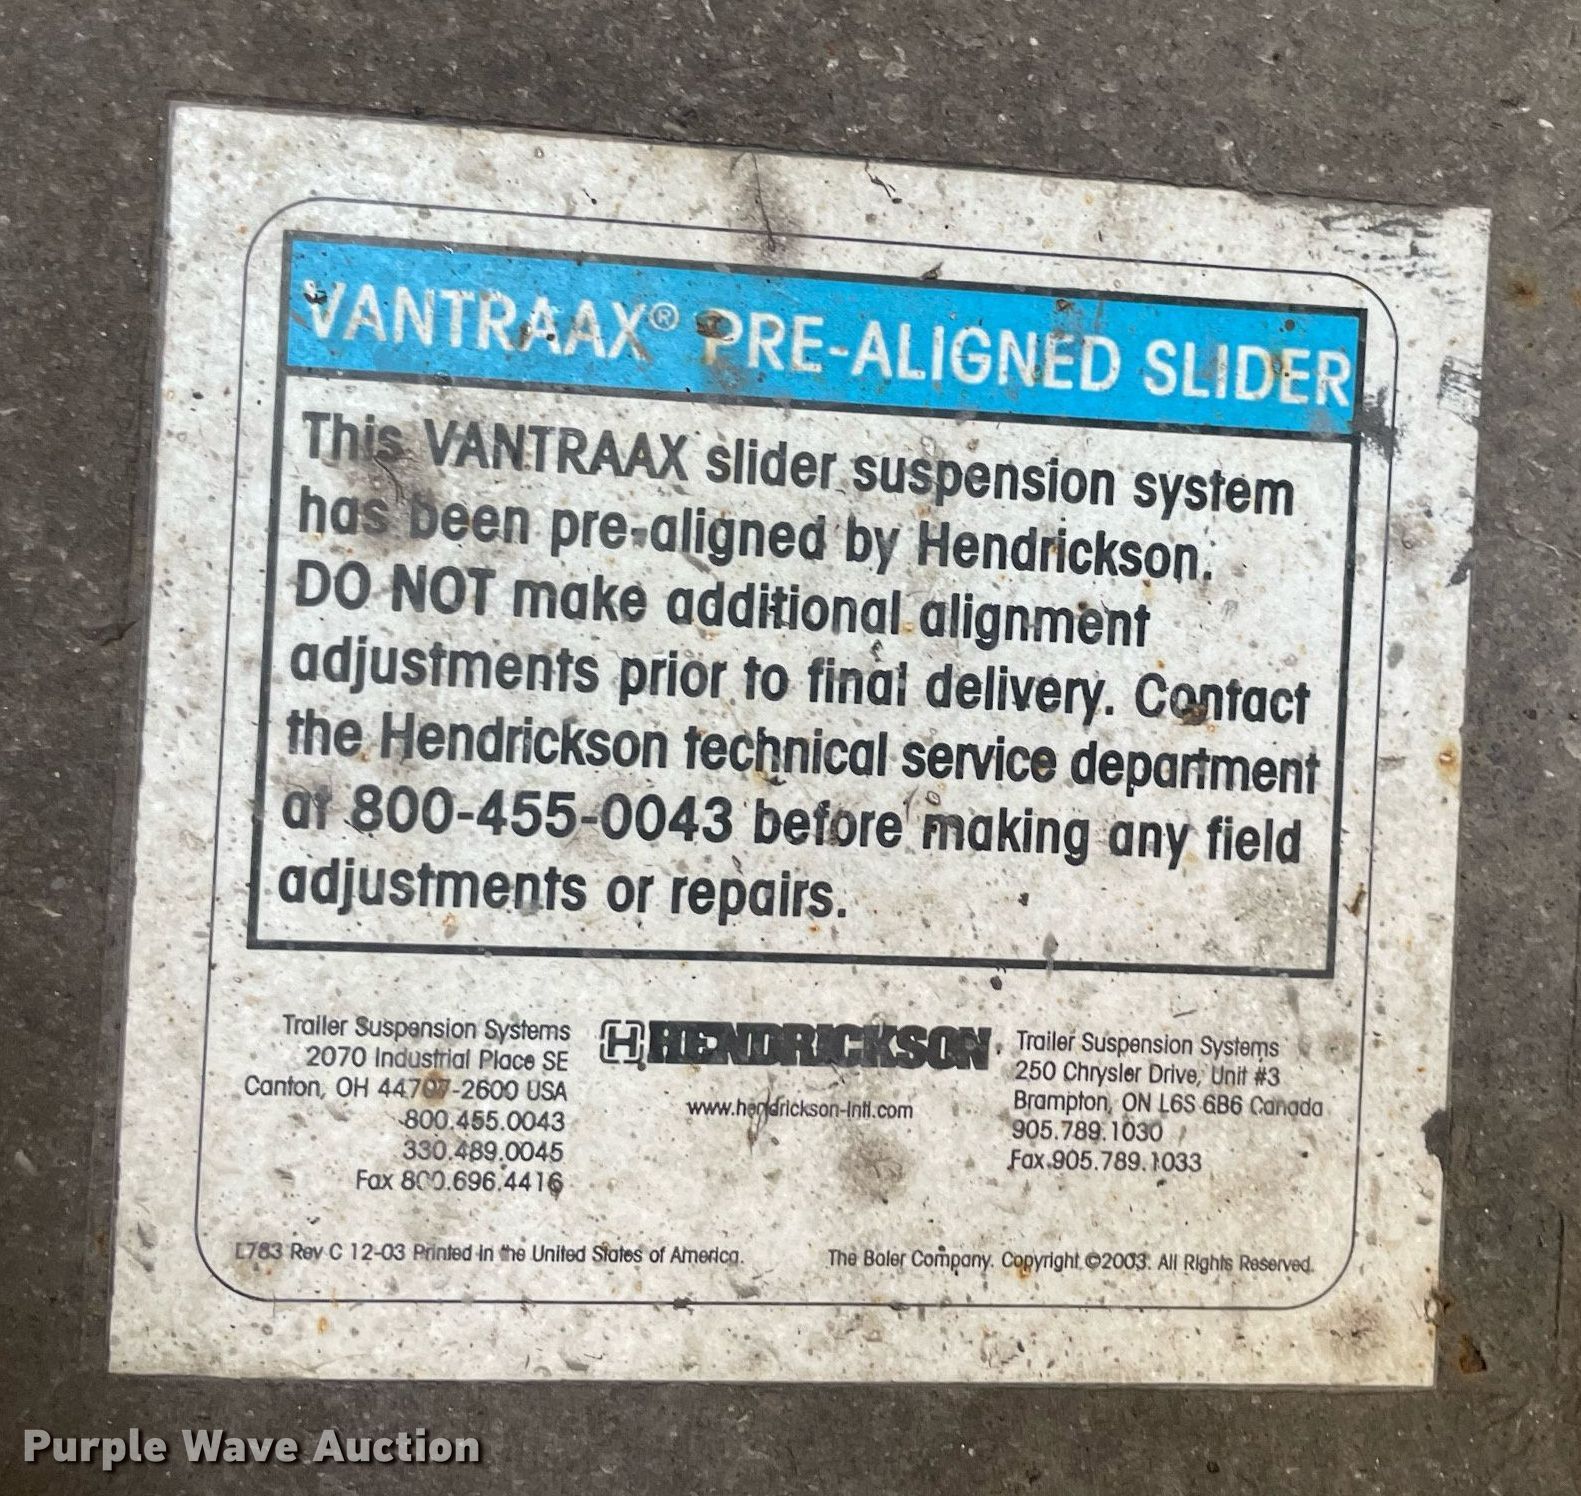 VANTRAAX® PRE-ALIGNED SLIDER
This VANTRAAX slider suspension system
has been pre-aligned by Hendrickson.
DO NOT make additional alignment
adjustments prior to final delivery. Contact
the Hendrickson technical service department
at 800-455-0043 before making any field
adjustments or repairs.
Trailer Suspension Systems
2070 Industrial Place SE
Canton, OH 44707-2600 USA
800.455.0043
330.489.0045
Fax 800.696.4416
H HENDRICKSON
www.hendrickson-intl.com
Trailer Suspension Systems
250 Chrysler Drive, Unit #3
Brampton, ON L6S 6B6 Canada
905.789.1030
Fax 905.789.1033
L783 Rev C 12-03 Printed in the United States of America.
The Boler Company. Copyright ©2003. All Rights Reserved.
Purple Wave Auction